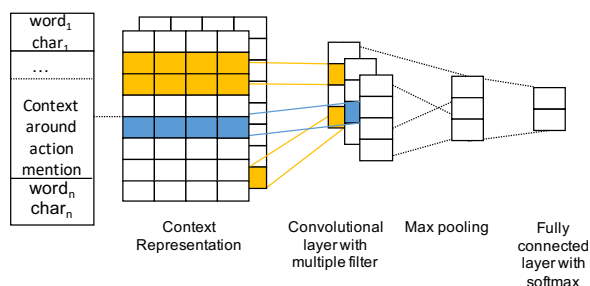 word1
char1
...
Context
around
action
mention
wordn
charn
Context
Representation
Convolutional
layer with
multiple filter
Max pooling
Fully
connected
layer with
softmax